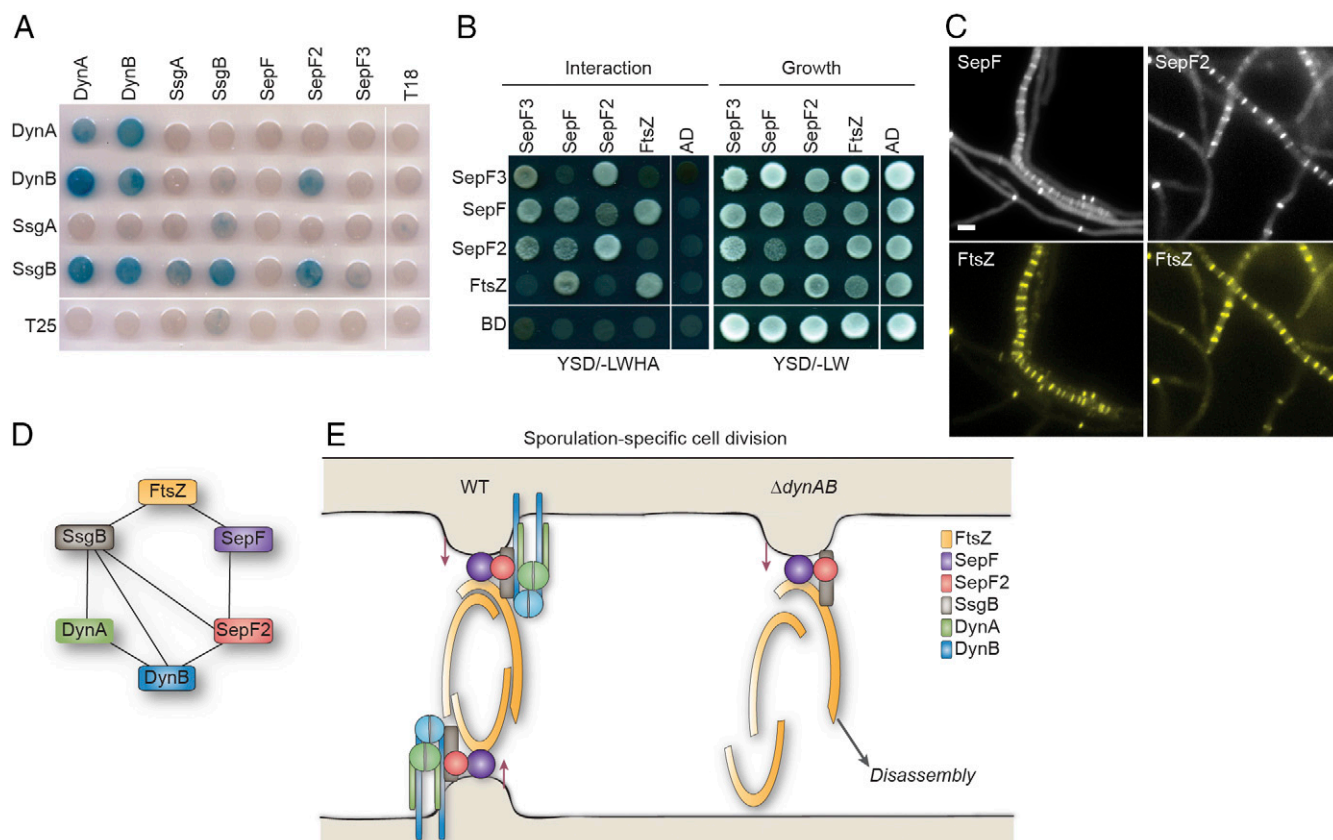 A
DynA
DynB
SsgA
SsgB
SepF
SepF2
SepF3
T18
DynA
DynB
SsgA
SsgB
T25
B
Interaction
Growth
SepF3
SepF
SepF2
FtsZ
AD
SepF3
SepF
SepF2
FtsZ
AD
SepF3
SepF
SepF2
FtsZ
BD
YSD/-LWHA
YSD/-LW
C
SepF
SepF2
FtsZ
FtsZ
D
FtsZ
SsgB
SepF
DynA
SepF2
DynB
E
Sporulation-specific cell division
WT
ΔdynAB
FtsZ
SepF
SepF2
SsgB
DynA
DynB
Disassembly